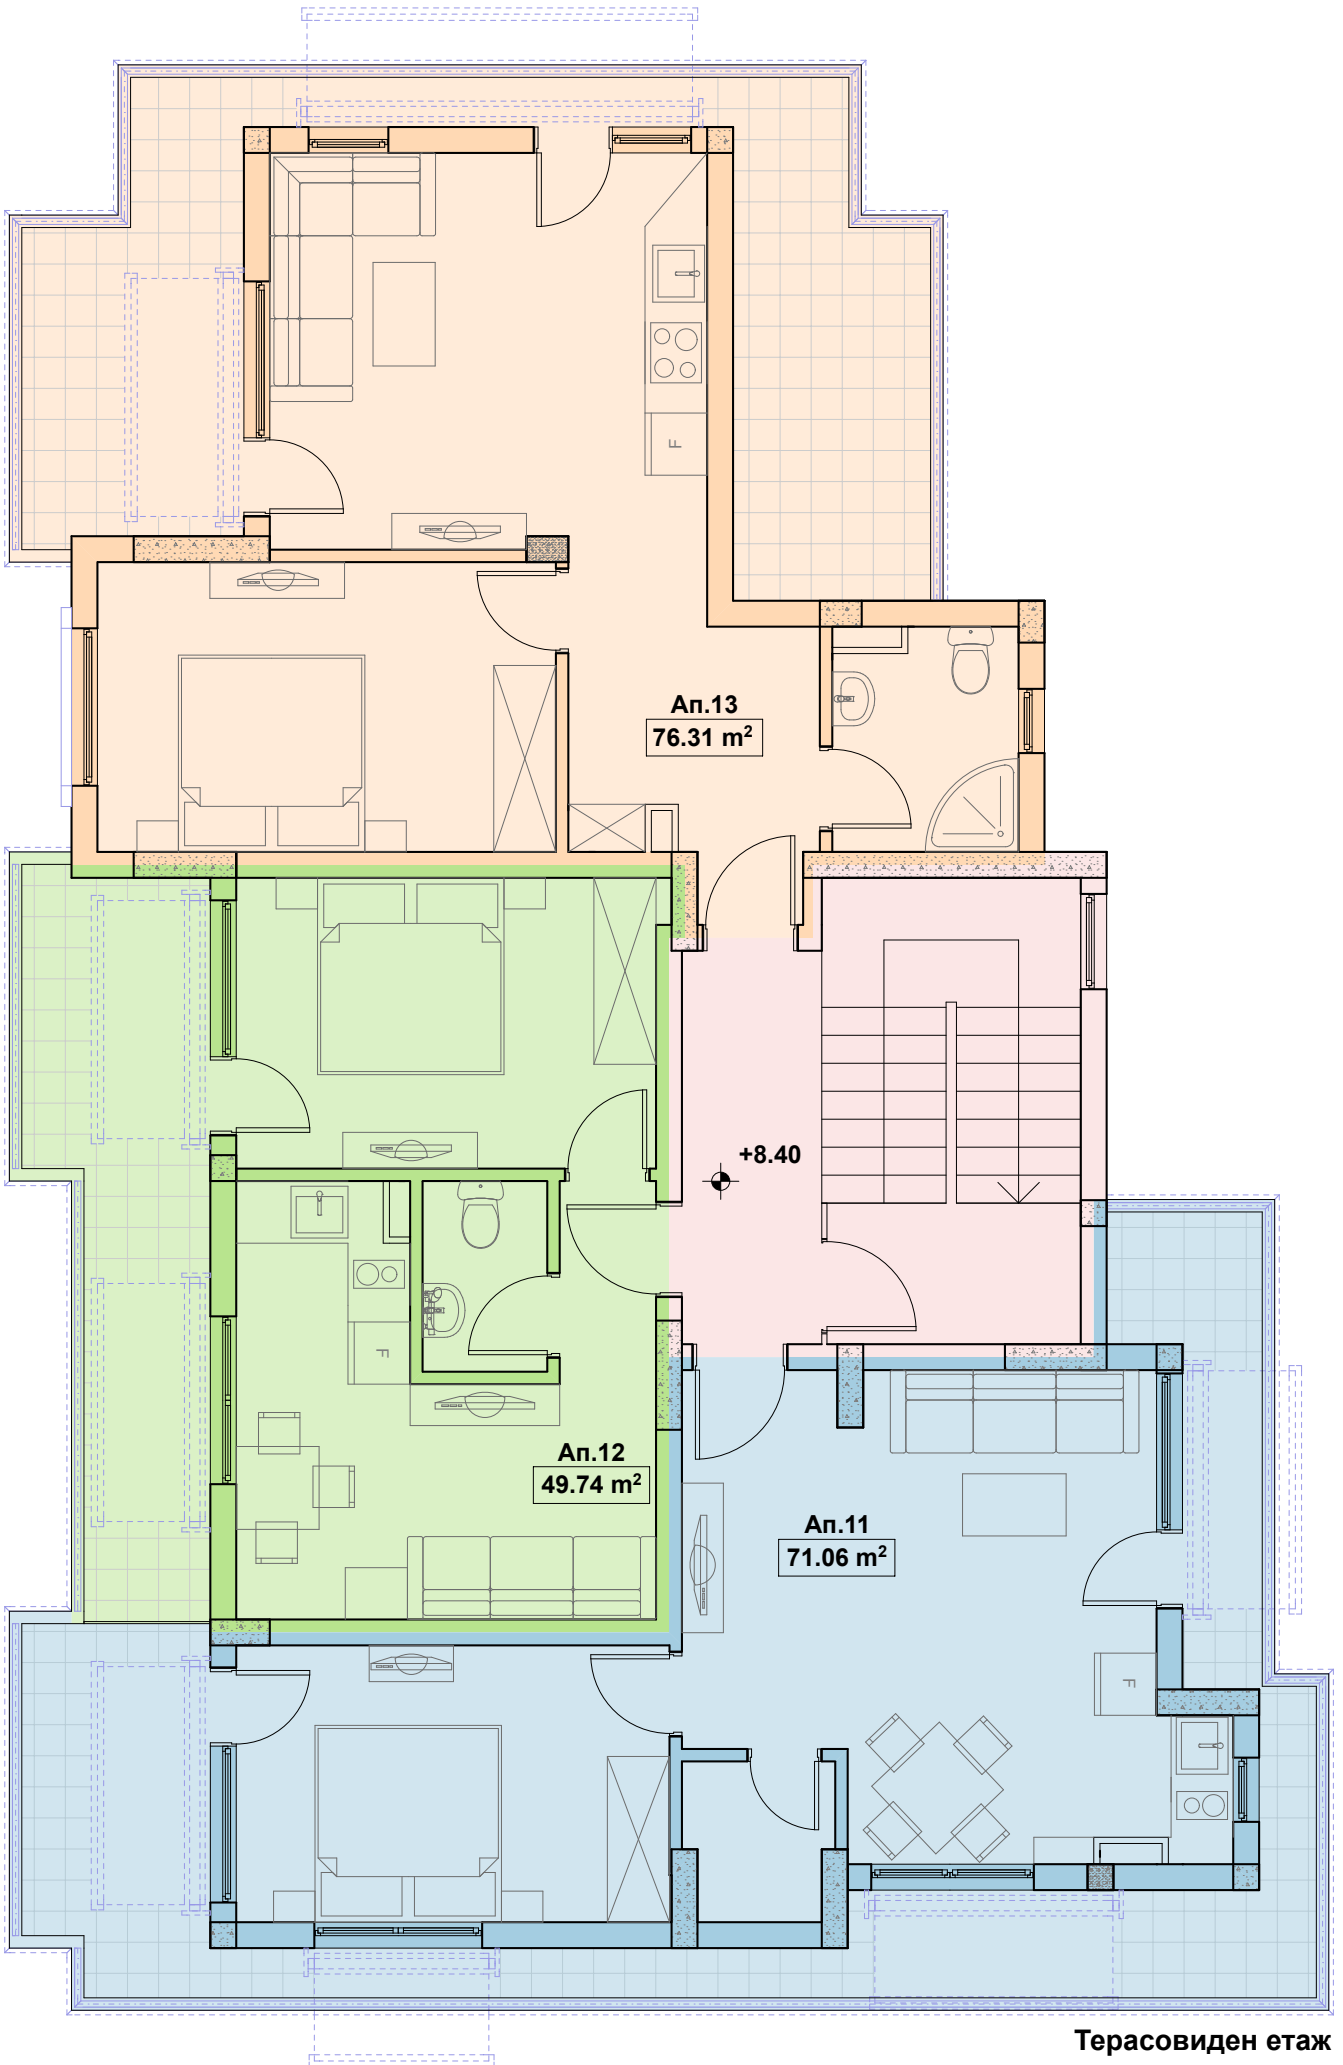 F
Ап.13
76.31 m²
+8.40
F
Ап.12
49.74 m²
Ап.11
71.06 m²
F
Терасовиден етаж